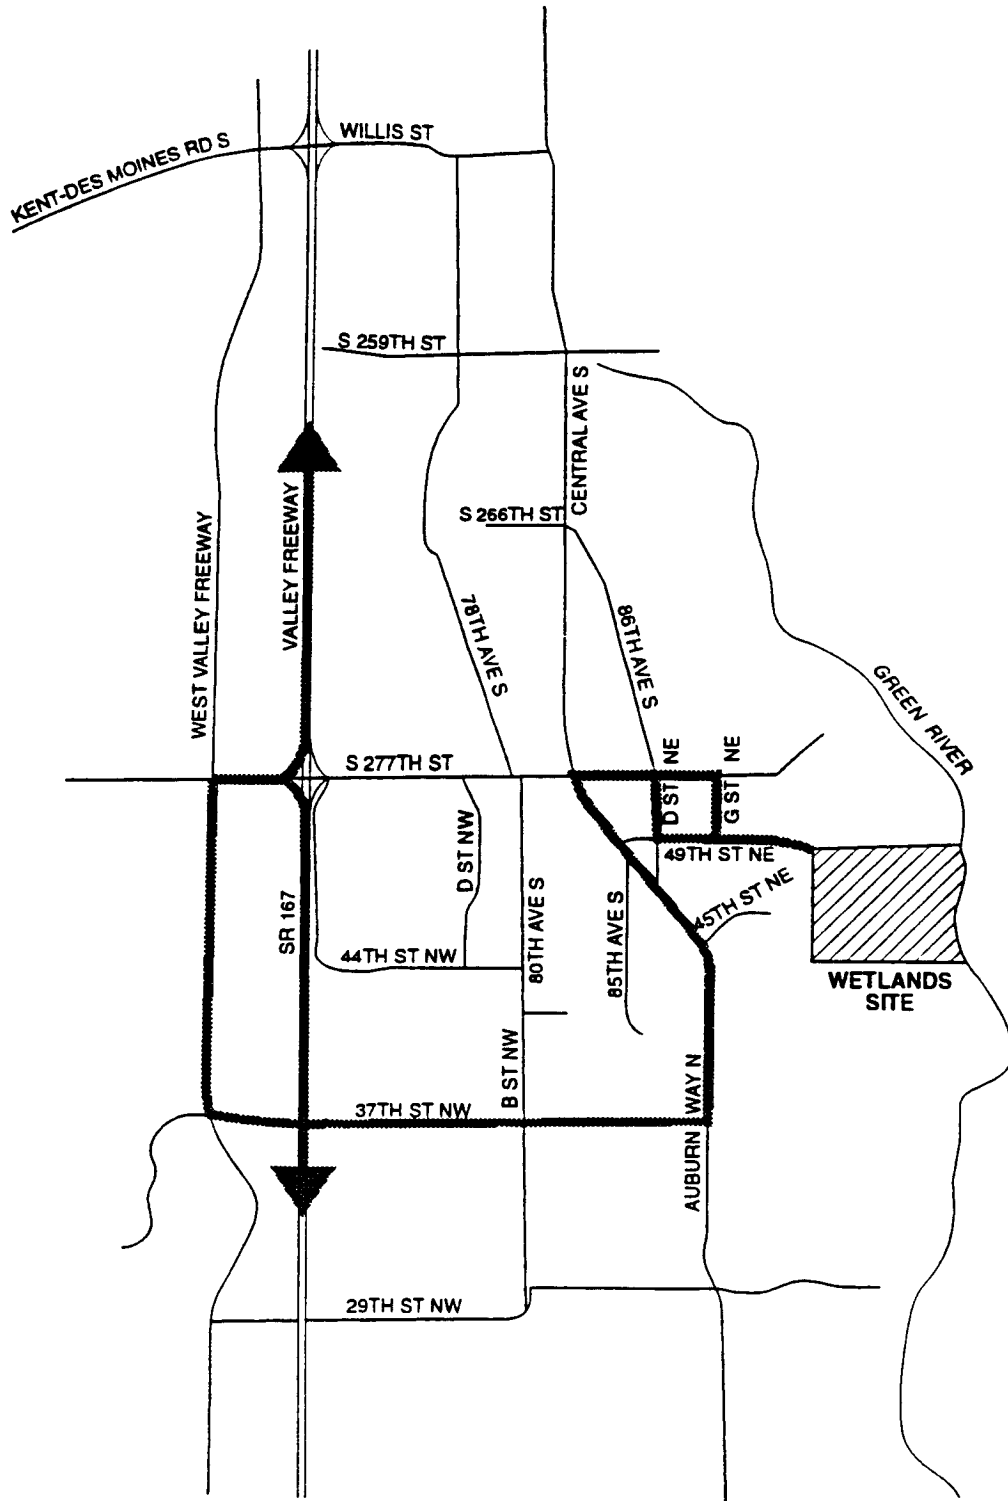 WILLIS ST
KENT-DES MOINES RD S
S 259TH ST
CENTRAL AVE S
S 266TH ST
WEST VALLEY FREEWAY
VALLEY FREEWAY
78TH AVE S
86TH AVE S
GREEN RIVER
S 277TH ST
D ST NE
G ST NE
D ST NW
49TH ST NE
45TH ST NE
SR 167
80TH AVE S
85TH AVE S
44TH ST NW
WETLANDS
SITE
B ST NW
37TH ST NW
AUBURN WAY N
29TH ST NW